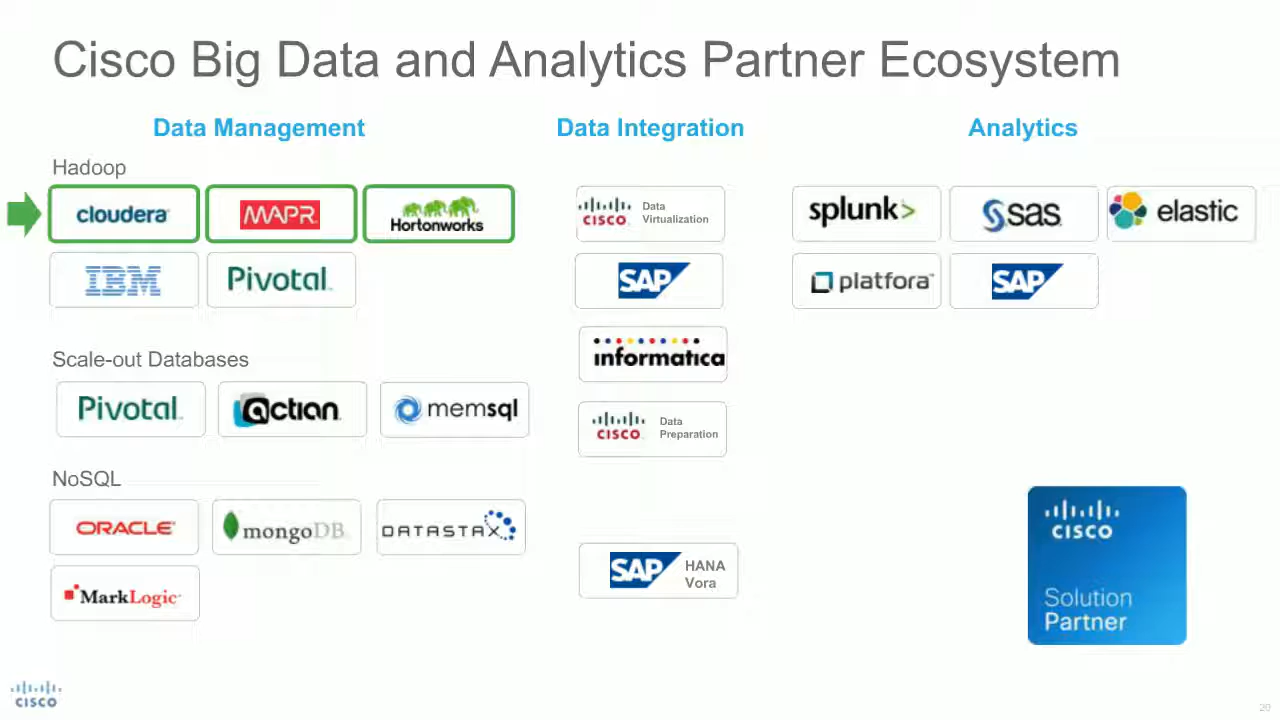 Cisco Big Data and Analytics Partner Ecosystem
Data Management
Data Integration
Analytics
Hadoop
cloudera
MAPR
Hortonworks
IBM
Pivotal
Scale-out Databases
Pivotal
actian
memsql
NoSQL
ORACLE
mongoDB
DATASTAX
MarkLogic
CISCO
Data
Virtualization
SAP
informatica
CISCO
Data
Preparation
SAP
HANA
Vora
splunk>
sas
elastic
platfora
SAP
CISCO
Solution
Partner
CISCO
20